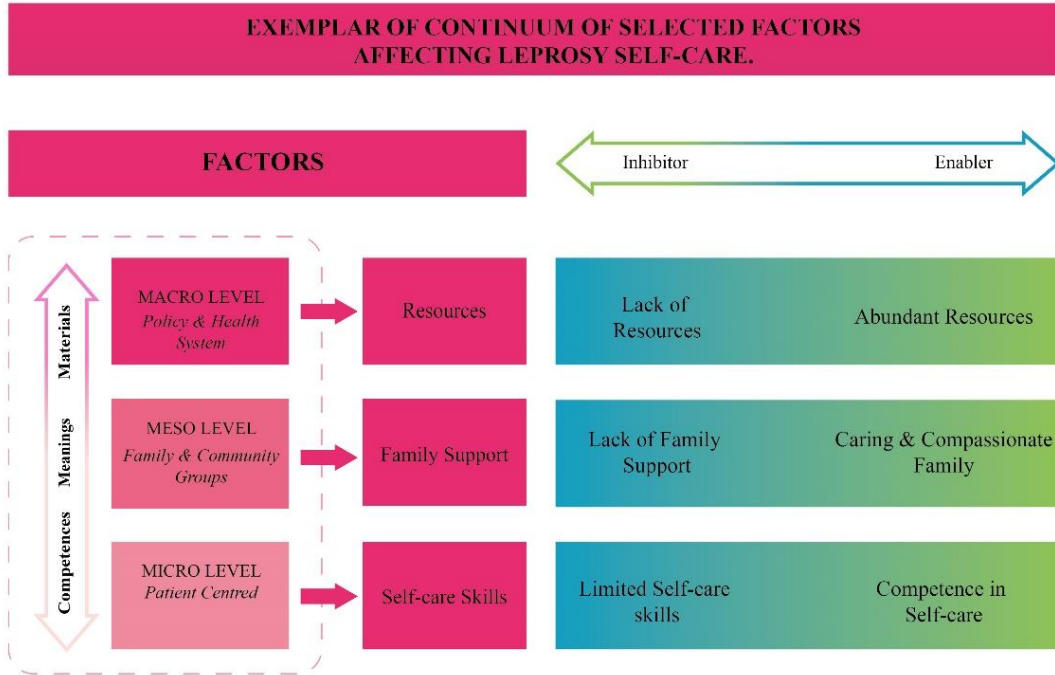 EXEMPLAR OF CONTINUUM OF SELECTED FACTORS
AFFECTING LEPROSY SELF-CARE.
FACTORS
Inhibitor
Enabler
Materials
Meanings
Competences
MACRO LEVEL
Policy & Health
System
Resources
Lack of
Resources
Abundant Resources
MESO LEVEL
Family & Community
Groups
Family Support
Lack of Family
Support
Caring & Compassionate
Family
MICRO LEVEL
Patient Centred
Self-care Skills
Limited Self-care
skills
Competence in
Self-care